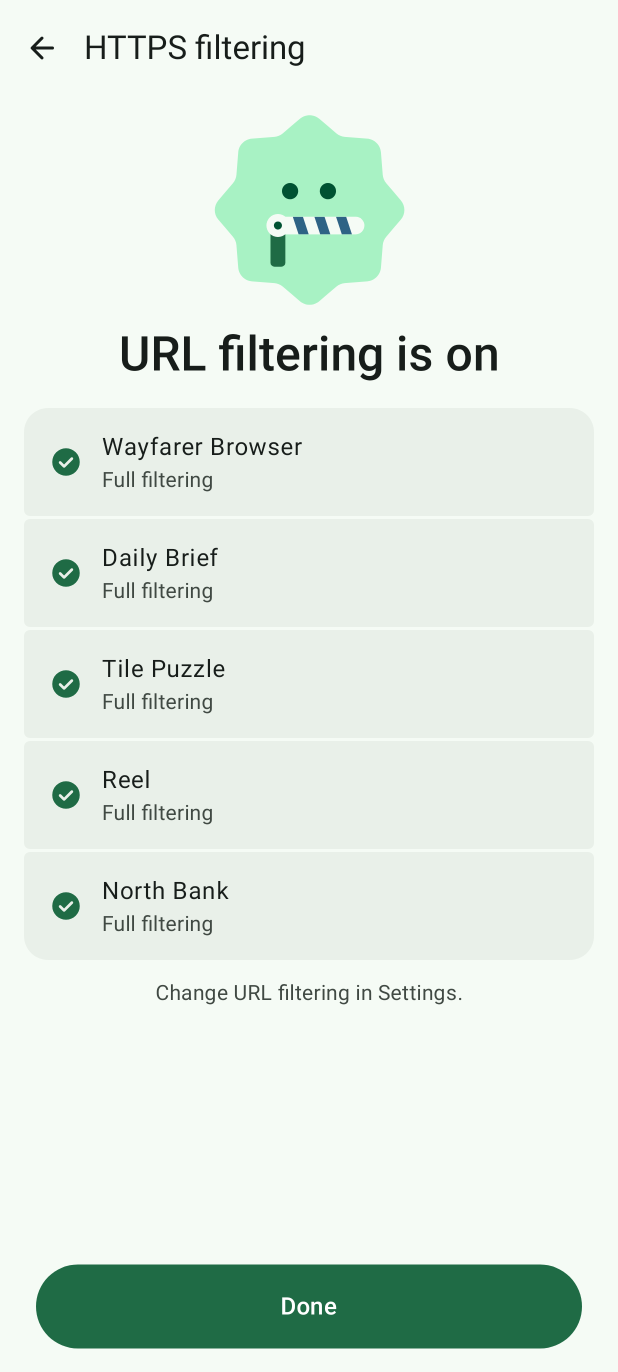 HTTPS filtering
URL filtering is on
Wayfarer Browser
Full filtering
Daily Brief
Full filtering
Tile Puzzle
Full filtering
Reel
Full filtering
North Bank
Full filtering
Change URL filtering in Settings.
Done